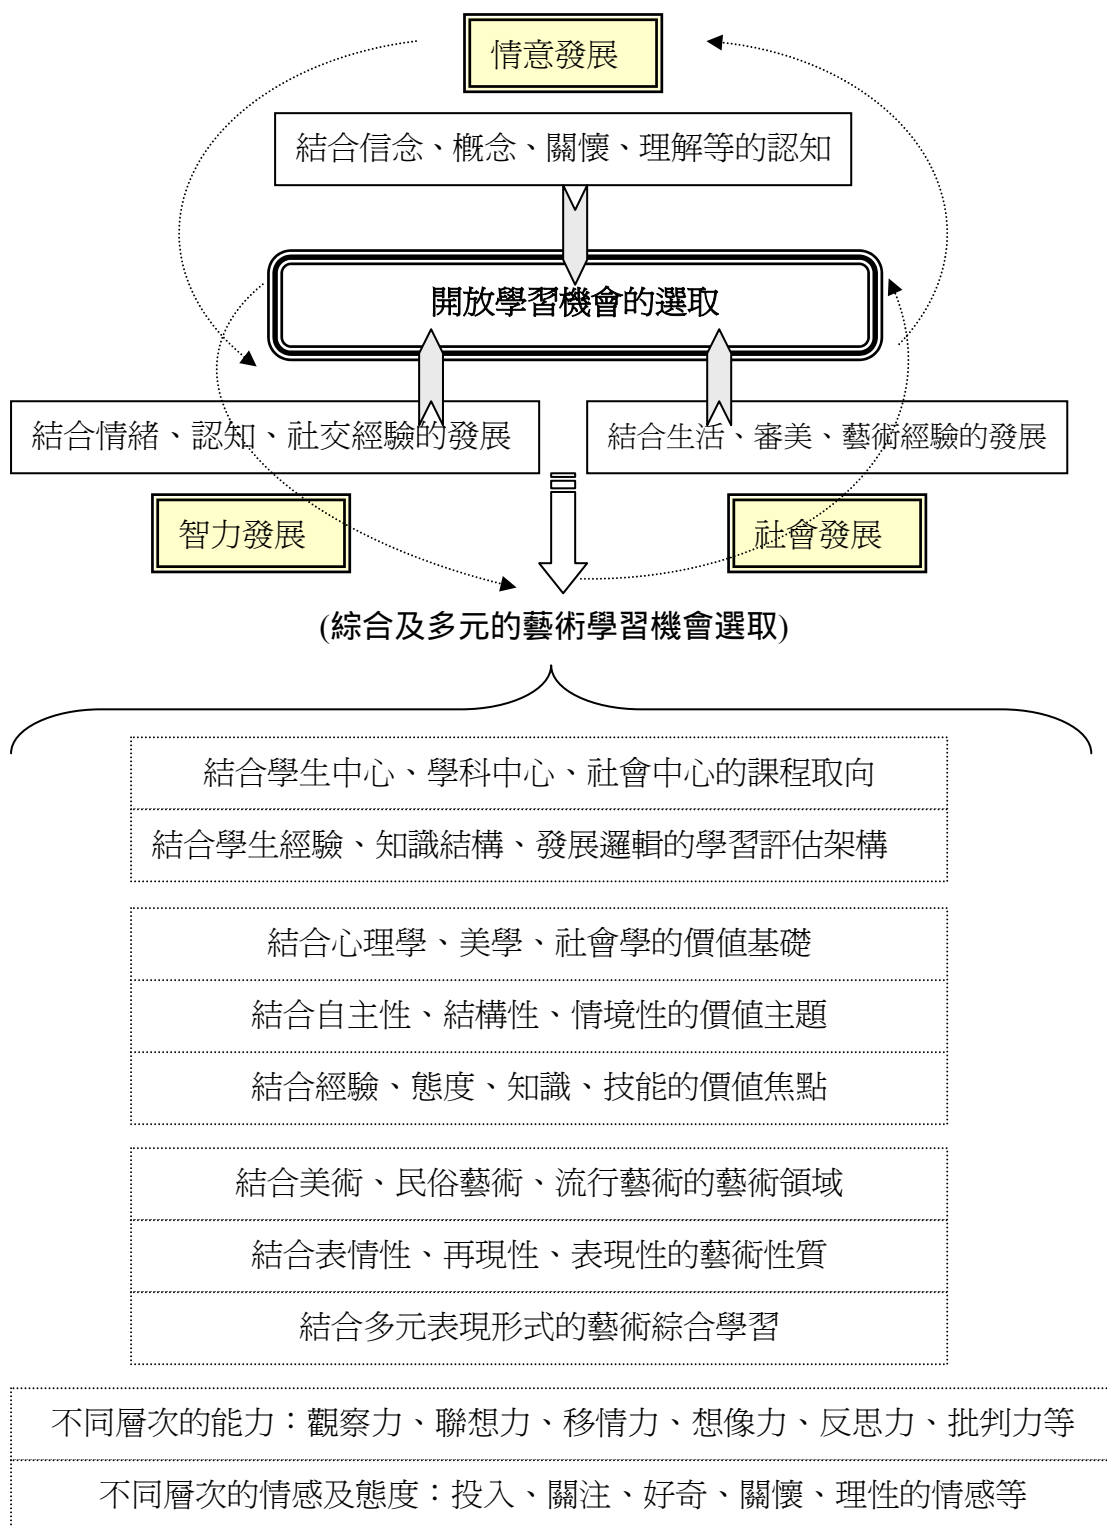 情意發展
結合信念、概念、關懷、理解等的認知
開放學習機會的選取
結合情緒、認知、社交經驗的發展
結合生活、審美、藝術經驗的發展
智力發展
社會發展
(綜合及多元的藝術學習機會選取)
結合學生中心、學科中心、社會中心的課程取向
結合學生經驗、知識結構、發展邏輯的學習評估架構
結合心理學、美學、社會學的價值基礎
結合自主性、結構性、情境性的價值主題
結合經驗、態度、知識、技能的價值焦點
結合美術、民俗藝術、流行藝術的藝術領域
結合表情性、再現性、表現性的藝術性質
結合多元表現形式的藝術綜合學習
不同層次的能力：觀察力、聯想力、移情力、想像力、反思力、批判力等
不同層次的情感及態度：投入、關注、好奇、關懷、理性的情感等